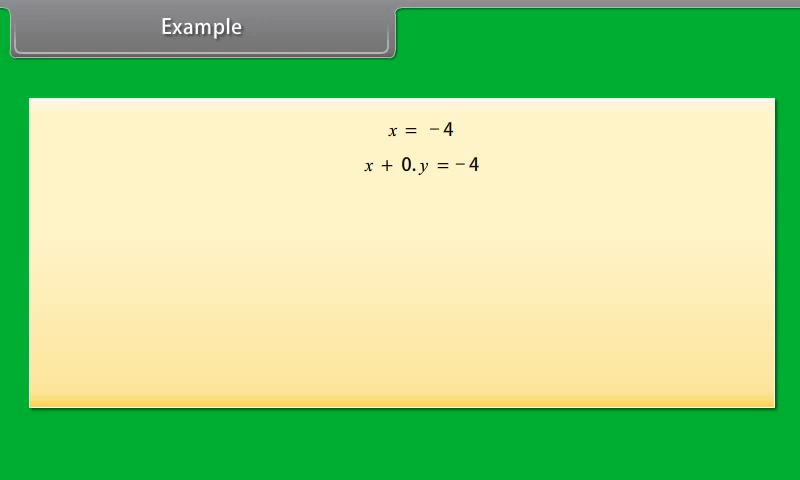 Example
x = −4
x + 0.y = −4